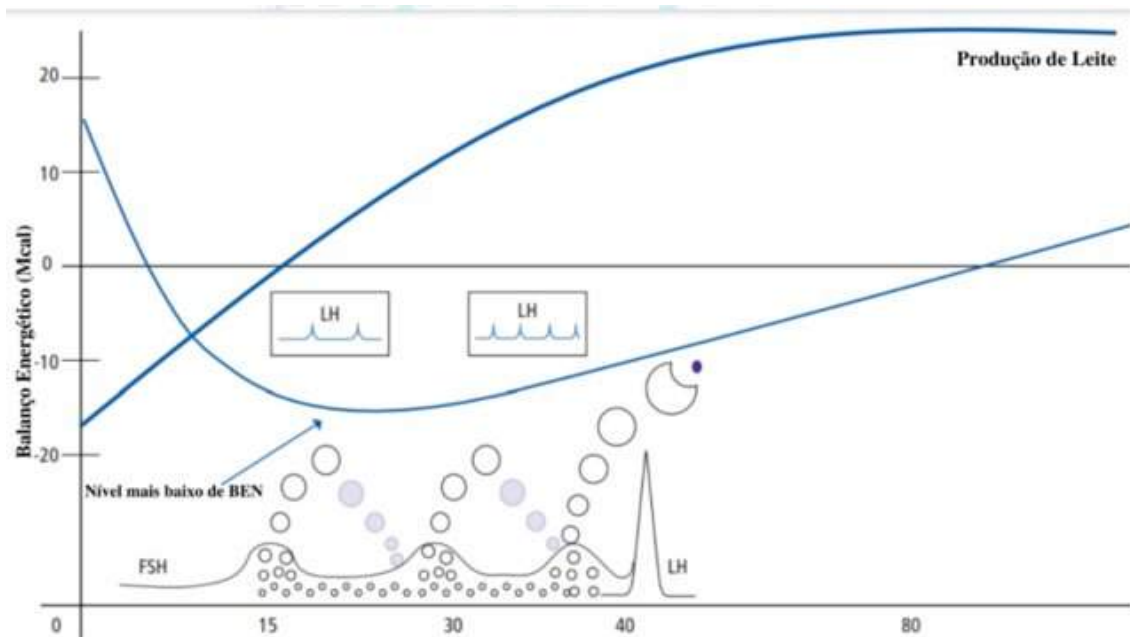 Produção de Leite
20
10
0
-10
-20
Balanço Energético (Mcal)
LH
LH
Nível mais baixo de BEN
FSH
LH
0
15
30
40
80